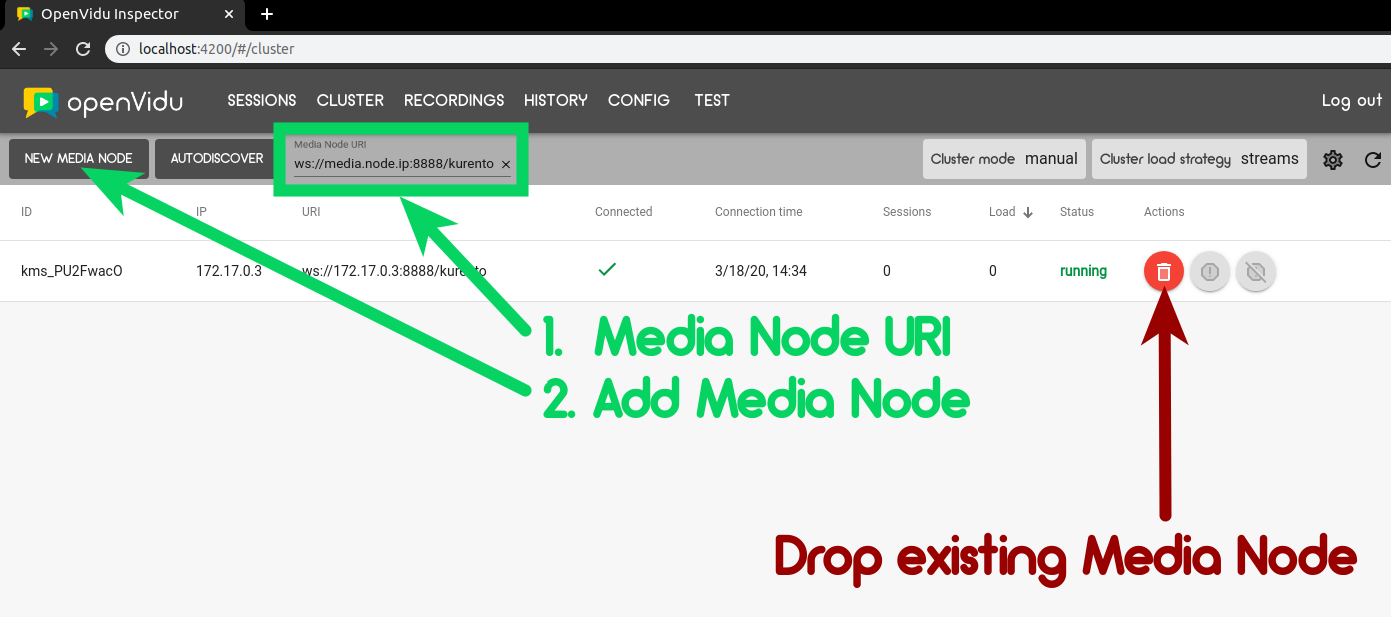 OpenVidu Inspector
localhost:4200/#/cluster
openVidu SESSIONS CLUSTER RECORDINGS HISTORY CONFIG TEST Log out
Media Node URI
NEW MEDIA NODE AUTODISCOVER ws://media.node.ip:8888/kurento Cluster mode manual Cluster load strategy streams
ID IP URI Connected Connection time Sessions Load Status Actions
kms_PU2FwacO 172.17.0.3 ws://172.17.0.3:8888/kurento 3/18/20, 14:34 0 0 running
1. Media Node URI
2. Add Media Node
Drop existing Media Node